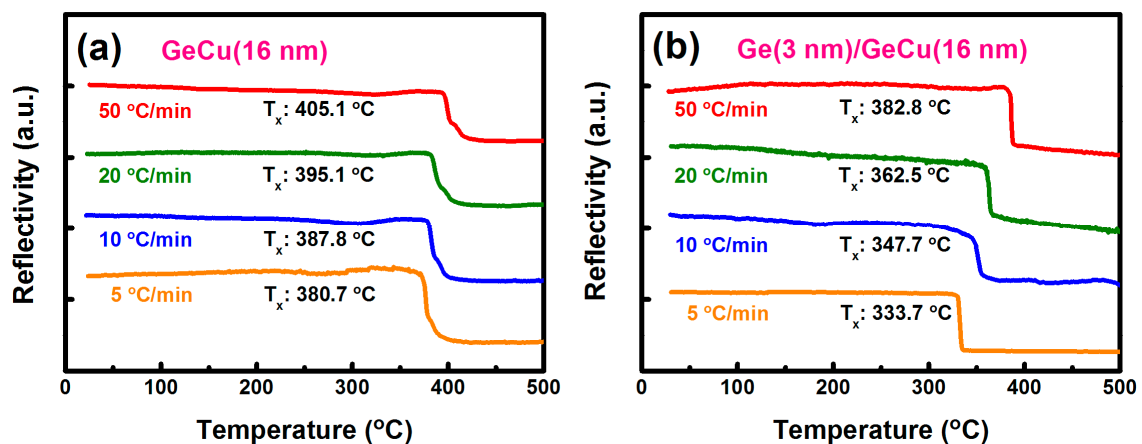 (a) GeCu(16 nm)
Reflectivity (a.u.)
50 °C/min Tₓ: 405.1 °C
20 °C/min Tₓ: 395.1 °C
10 °C/min Tₓ: 387.8 °C
5 °C/min Tₓ: 380.7 °C
0 100 200 300 400 500
Temperature (°C)
(b) Ge(3 nm)/GeCu(16 nm)
Reflectivity (a.u.)
50 °C/min Tₓ: 382.8 °C
20 °C/min Tₓ: 362.5 °C
10 °C/min Tₓ: 347.7 °C
5 °C/min Tₓ: 333.7 °C
0 100 200 300 400 500
Temperature (°C)